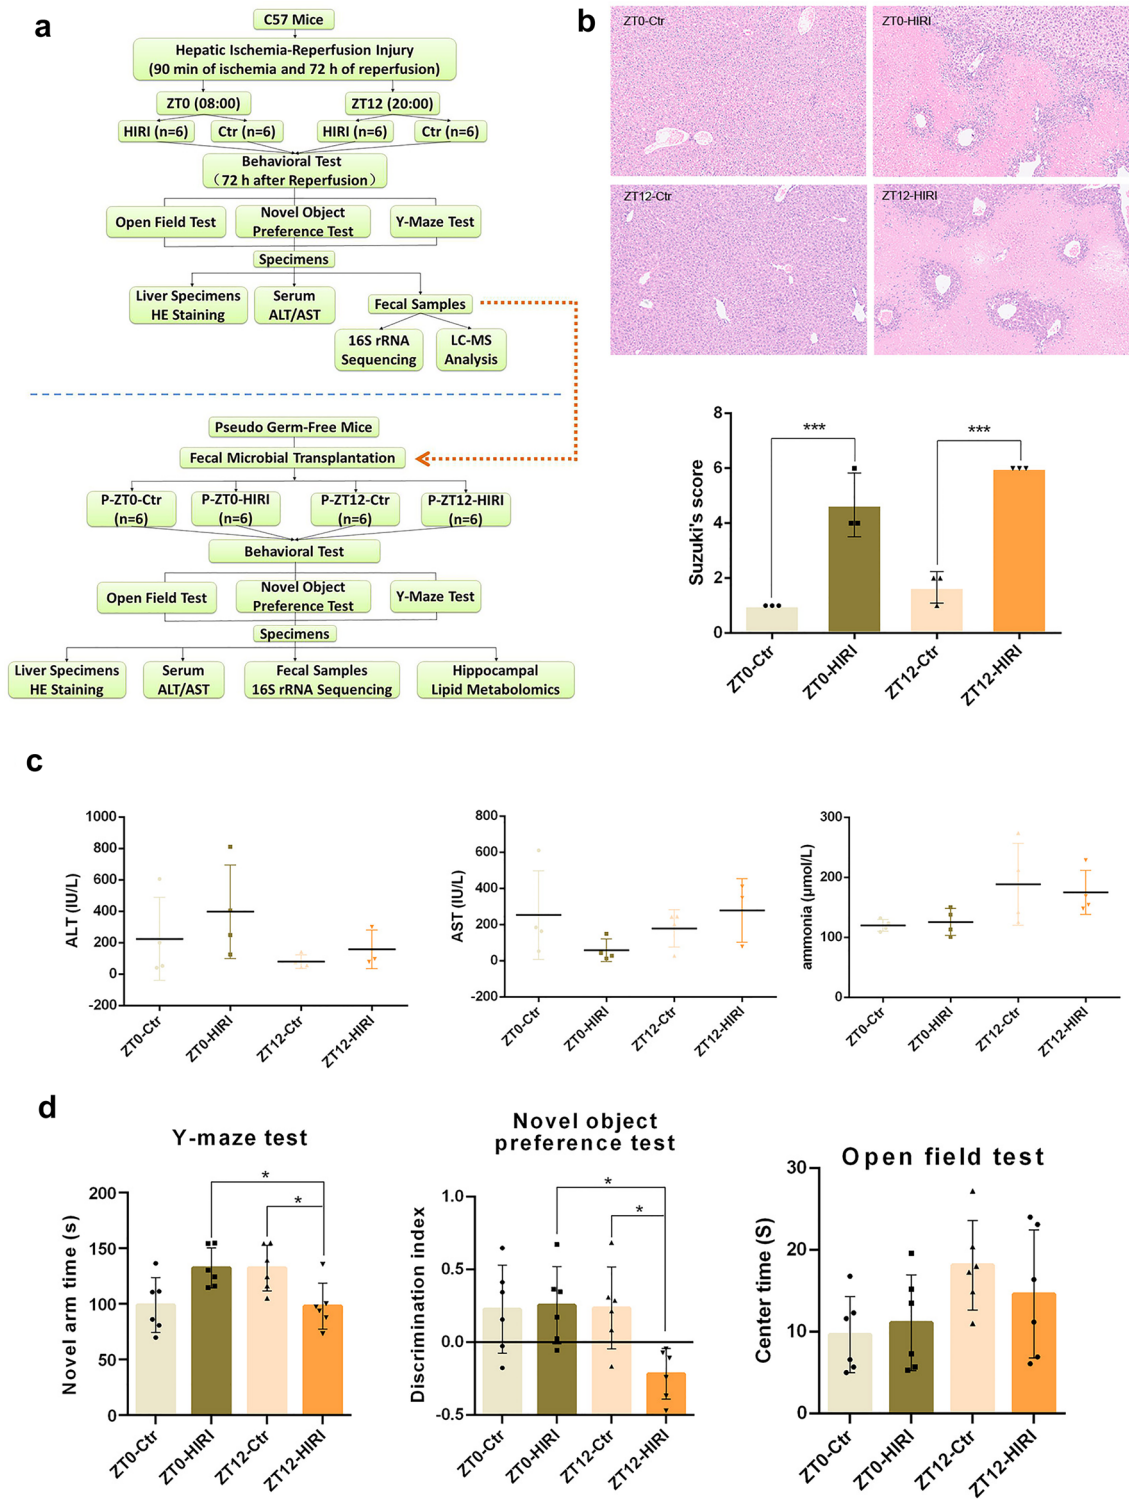 a
C57 Mice
Hepatic Ischemia-Reperfusion Injury
(90 min of ischemia and 72 h of reperfusion)
ZT0 (08:00)
ZT12 (20:00)
HIRI (n=6)
Ctr (n=6)
HIRI (n=6)
Ctr (n=6)
Behavioral Test
(72 h after Reperfusion)
Open Field Test
Novel Object
Preference Test
Y-Maze Test
Specimens
Liver Specimens
HE Staining
Serum
ALT/AST
Fecal Samples
16S rRNA
Sequencing
LC-MS
Analysis
Pseudo Germ-Free Mice
Fecal Microbial Transplantation
P-ZT0-Ctr
(n=6)
P-ZT0-HIRI
(n=6)
P-ZT12-Ctr
(n=6)
P-ZT12-HIRI
(n=6)
Behavioral Test
Open Field Test
Novel Object
Preference Test
Y-Maze Test
Specimens
Liver Specimens
HE Staining
Serum
ALT/AST
Fecal Samples
16S rRNA Sequencing
Hippocampal
Lipid Metabolomics
b
ZT0-Ctr
ZT0-HIRI
ZT12-Ctr
ZT12-HIRI
Suzuki's score
8
6
4
2
0
***
***
ZT0-Ctr
ZT0-HIRI
ZT12-Ctr
ZT12-HIRI
c
ALT (IU/L)
1000
800
600
400
200
0
-200
ZT0-Ctr
ZT0-HIRI
ZT12-Ctr
ZT12-HIRI
AST (IU/L)
800
600
400
200
0
-200
ZT0-Ctr
ZT0-HIRI
ZT12-Ctr
ZT12-HIRI
ammonia (μmol/L)
300
200
100
0
ZT0-Ctr
ZT0-HIRI
ZT12-Ctr
ZT12-HIRI
d
Y-maze test
Novel arm time (s)
200
150
100
50
0
*
*
ZT0-Ctr
ZT0-HIRI
ZT12-Ctr
ZT12-HIRI
Novel object
preference test
Discrimination index
1.0
0.5
0.0
-0.5
*
*
ZT0-Ctr
ZT0-HIRI
ZT12-Ctr
ZT12-HIRI
Open field test
Center time (S)
30
20
10
0
ZT0-Ctr
ZT0-HIRI
ZT12-Ctr
ZT12-HIRI